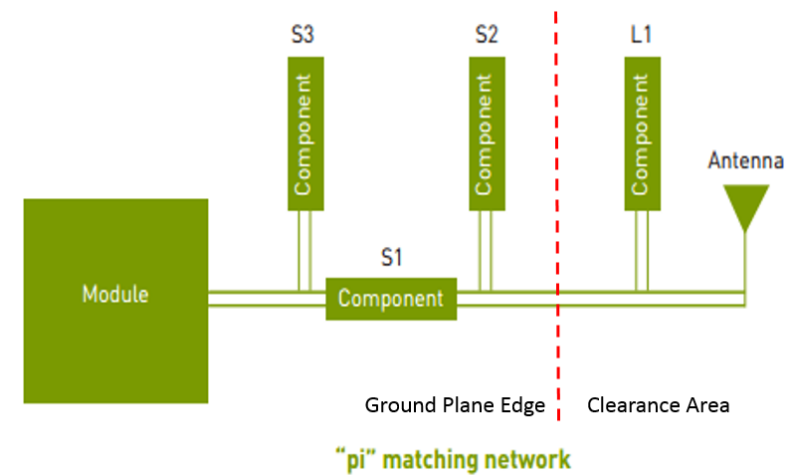 S3
S2
L1
Component
Component
Component
Antenna
Module
S1
Component
Ground Plane Edge
Clearance Area
“pi” matching network